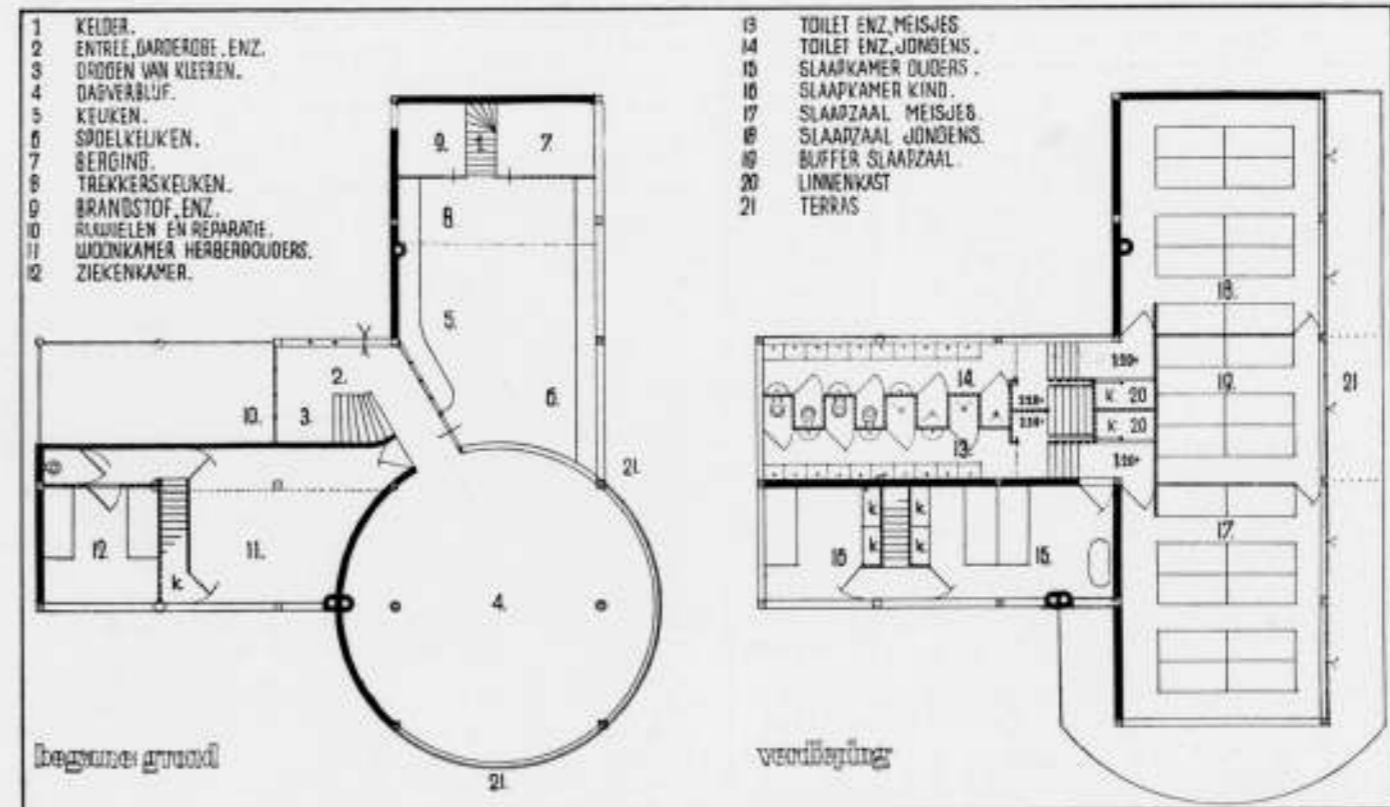 1 KELDER.
2 ENTREE, GARDEROBE, ENZ.
3 DROGEN VAN KLEEREN.
4 DAGVERBLIJF.
5 KEUKEN.
6 SPOELKEUKEN.
7 BERGING.
8 TREKKERSKEUKEN.
9 BRANDSTOF, ENZ.
10 RIJWIELEN EN REPARATIE.
11 WOONKAMER HERBERGOUDERS.
12 ZIEKENKAMER.
9. 1. 7.
8
5.
2.
6.
10. 3.
21.
12 11.
k.
4.
begane grond
21.
13 TOILET ENZ, MEISJES
14 TOILET ENZ, JONGENS.
15 SLAAPKAMER OUDERS.
16 SLAAPKAMER KIND.
17 SLAAPZAAL MEISJES.
18 SLAAPZAAL JONGENS.
19 BUFFER SLAAPZAAL.
20 LINNENKAST
21 TERRAS
18.
14. k. 20 19. 21
k. 20
13.
k. k.
17.
16 k. k. 15.
verdieping